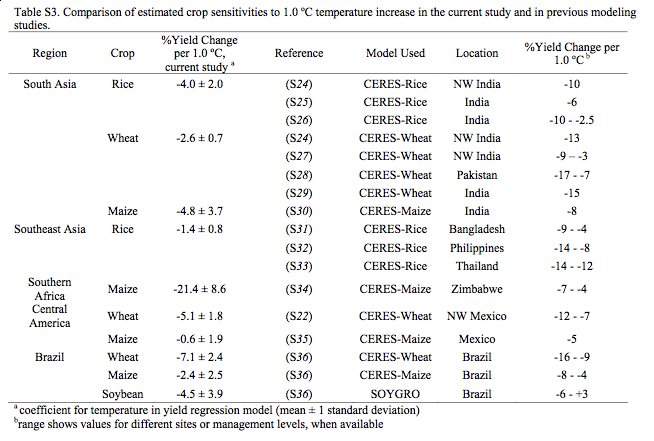 Table S3. Comparison of estimated crop sensitivities to 1.0 ºC temperature increase in the current study and in previous modeling
studies.
Region Crop %Yield Change per 1.0 ºC, current study a Reference Model Used Location %Yield Change per 1.0 ºC b
South Asia Rice -4.0 ± 2.0 (S24) CERES-Rice NW India -10
(S25) CERES-Rice India -6
(S26) CERES-Rice India -10 - -2.5
Wheat -2.6 ± 0.7 (S24) CERES-Wheat NW India -13
(S27) CERES-Wheat NW India -9 – -3
(S28) CERES-Wheat Pakistan -17 - -7
(S29) CERES-Wheat India -15
Maize -4.8 ± 3.7 (S30) CERES-Maize India -8
Southeast Asia Rice -1.4 ± 0.8 (S31) CERES-Rice Bangladesh -9 - -4
(S32) CERES-Rice Philippines -14 - -8
(S33) CERES-Rice Thailand -14 - -12
Southern Africa Maize -21.4 ± 8.6 (S34) CERES-Maize Zimbabwe -7 - -4
Central America Wheat -5.1 ± 1.8 (S22) CERES-Wheat NW Mexico -12 - -7
Maize -0.6 ± 1.9 (S35) CERES-Maize Mexico -5
Brazil Wheat -7.1 ± 2.4 (S36) CERES-Wheat Brazil -16 - -9
Maize -2.4 ± 2.5 (S36) CERES-Maize Brazil -8 - -4
Soybean -4.5 ± 3.9 (S36) SOYGRO Brazil -6 - +3
a coefficient for temperature in yield regression model (mean ± 1 standard deviation)
b range shows values for different sites or management levels, when available